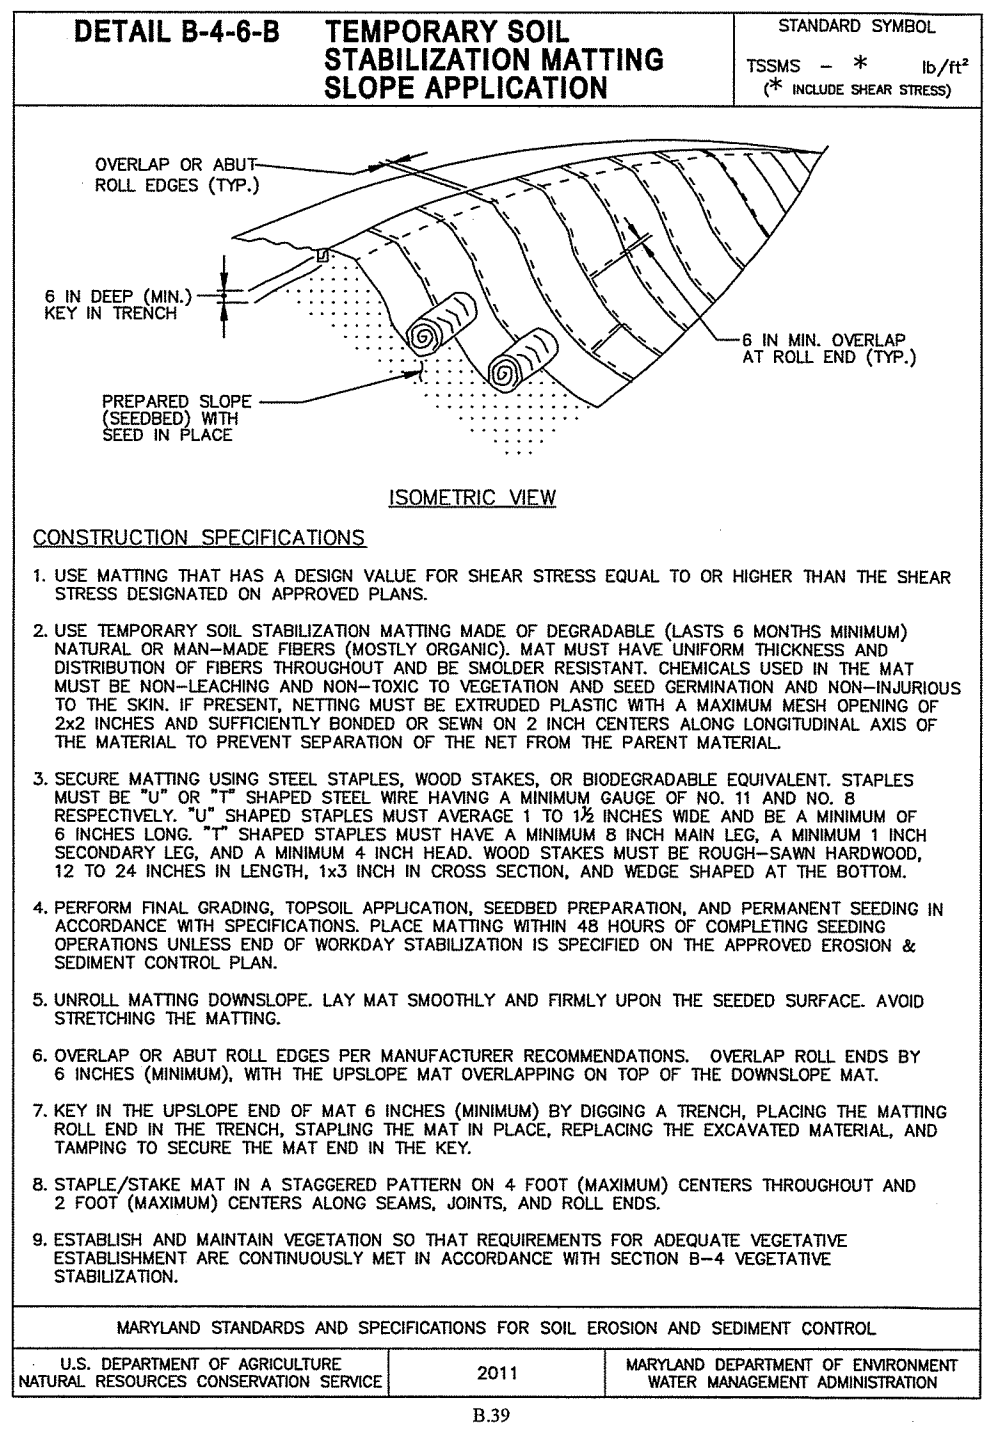 DETAIL B-4-6-B
TEMPORARY SOIL
STABILIZATION MATTING
SLOPE APPLICATION
STANDARD SYMBOL
TSSMS - * lb/ft²
(* INCLUDE SHEAR STRESS)
OVERLAP OR ABUT
ROLL EDGES (TYP.)
6 IN DEEP (MIN.)
KEY IN TRENCH
6 IN MIN. OVERLAP
AT ROLL END (TYP.)
PREPARED SLOPE
(SEEDBED) WITH
SEED IN PLACE
ISOMETRIC VIEW
CONSTRUCTION SPECIFICATIONS
1. USE MATTING THAT HAS A DESIGN VALUE FOR SHEAR STRESS EQUAL TO OR HIGHER THAN THE SHEAR
STRESS DESIGNATED ON APPROVED PLANS.
2. USE TEMPORARY SOIL STABILIZATION MATTING MADE OF DEGRADABLE (LASTS 6 MONTHS MINIMUM)
NATURAL OR MAN-MADE FIBERS (MOSTLY ORGANIC). MAT MUST HAVE UNIFORM THICKNESS AND
DISTRIBUTION OF FIBERS THROUGHOUT AND BE SMOLDER RESISTANT. CHEMICALS USED IN THE MAT
MUST BE NON-LEACHING AND NON-TOXIC TO VEGETATION AND SEED GERMINATION AND NON-INJURIOUS
TO THE SKIN. IF PRESENT, NETTING MUST BE EXTRUDED PLASTIC WITH A MAXIMUM MESH OPENING OF
2x2 INCHES AND SUFFICIENTLY BONDED OR SEWN ON 2 INCH CENTERS ALONG LONGITUDINAL AXIS OF
THE MATERIAL TO PREVENT SEPARATION OF THE NET FROM THE PARENT MATERIAL.
3. SECURE MATTING USING STEEL STAPLES, WOOD STAKES, OR BIODEGRADABLE EQUIVALENT. STAPLES
MUST BE "U" OR "T" SHAPED STEEL WIRE HAVING A MINIMUM GAUGE OF NO. 11 AND NO. 8
RESPECTIVELY. "U" SHAPED STAPLES MUST AVERAGE 1 TO 1½ INCHES WIDE AND BE A MINIMUM OF
6 INCHES LONG. "T" SHAPED STAPLES MUST HAVE A MINIMUM 8 INCH MAIN LEG, A MINIMUM 1 INCH
SECONDARY LEG, AND A MINIMUM 4 INCH HEAD. WOOD STAKES MUST BE ROUGH-SAWN HARDWOOD,
12 TO 24 INCHES IN LENGTH, 1x3 INCH IN CROSS SECTION, AND WEDGE SHAPED AT THE BOTTOM.
4. PERFORM FINAL GRADING, TOPSOIL APPLICATION, SEEDBED PREPARATION, AND PERMANENT SEEDING IN
ACCORDANCE WITH SPECIFICATIONS. PLACE MATTING WITHIN 48 HOURS OF COMPLETING SEEDING
OPERATIONS UNLESS END OF WORKDAY STABILIZATION IS SPECIFIED ON THE APPROVED EROSION &
SEDIMENT CONTROL PLAN.
5. UNROLL MATTING DOWNSLOPE. LAY MAT SMOOTHLY AND FIRMLY UPON THE SEEDED SURFACE. AVOID
STRETCHING THE MATTING.
6. OVERLAP OR ABUT ROLL EDGES PER MANUFACTURER RECOMMENDATIONS. OVERLAP ROLL ENDS BY
6 INCHES (MINIMUM), WITH THE UPSLOPE MAT OVERLAPPING ON TOP OF THE DOWNSLOPE MAT.
7. KEY IN THE UPSLOPE END OF MAT 6 INCHES (MINIMUM) BY DIGGING A TRENCH, PLACING THE MATTING
ROLL END IN THE TRENCH, STAPLING THE MAT IN PLACE, REPLACING THE EXCAVATED MATERIAL, AND
TAMPING TO SECURE THE MAT END IN THE KEY.
8. STAPLE/STAKE MAT IN A STAGGERED PATTERN ON 4 FOOT (MAXIMUM) CENTERS THROUGHOUT AND
2 FOOT (MAXIMUM) CENTERS ALONG SEAMS, JOINTS, AND ROLL ENDS.
9. ESTABLISH AND MAINTAIN VEGETATION SO THAT REQUIREMENTS FOR ADEQUATE VEGETATIVE
ESTABLISHMENT ARE CONTINUOUSLY MET IN ACCORDANCE WITH SECTION B-4 VEGETATIVE
STABILIZATION.
MARYLAND STANDARDS AND SPECIFICATIONS FOR SOIL EROSION AND SEDIMENT CONTROL
U.S. DEPARTMENT OF AGRICULTURE
NATURAL RESOURCES CONSERVATION SERVICE
2011
MARYLAND DEPARTMENT OF ENVIRONMENT
WATER MANAGEMENT ADMINISTRATION
B.39